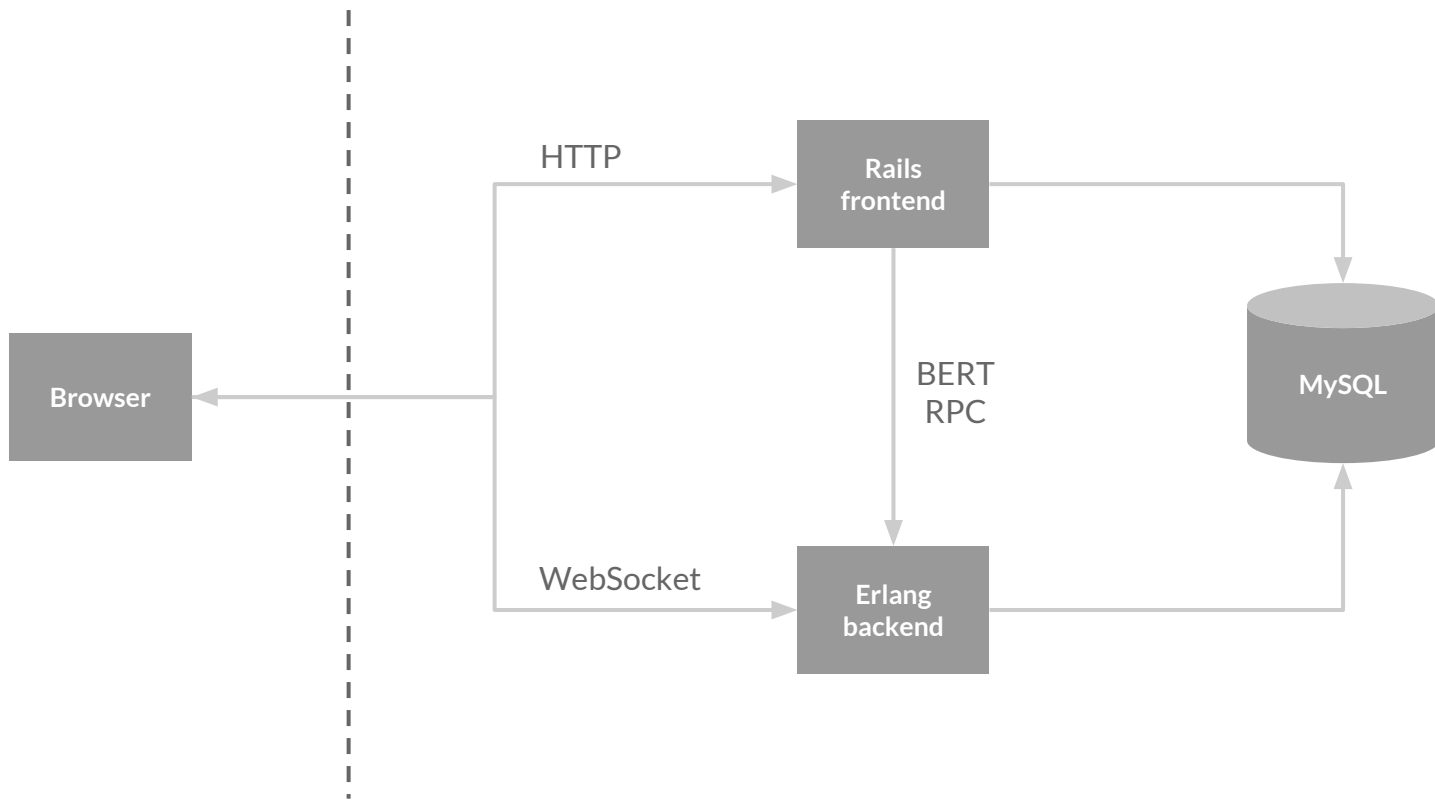 HTTP
Rails
frontend
Browser
BERT
RPC
MySQL
WebSocket
Erlang
backend